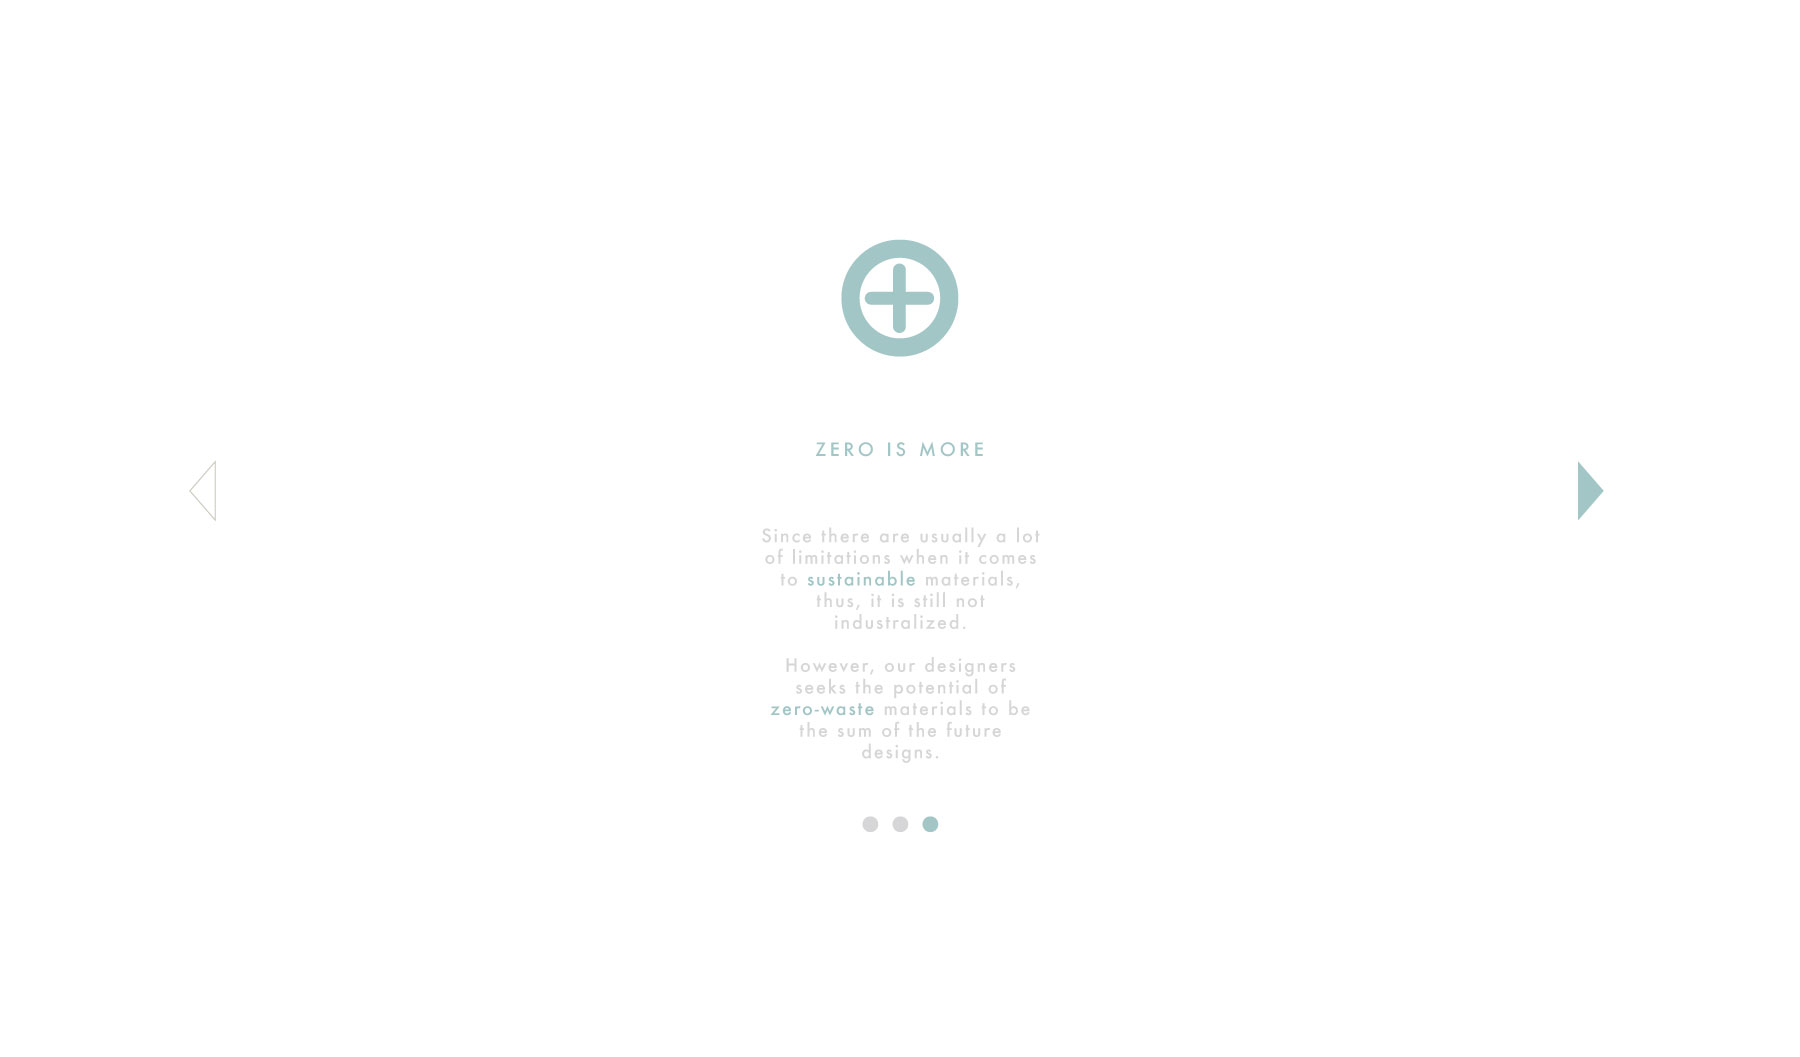 ZERO IS MORE
Since there are usually a lot
of limitations when it comes
to sustainable materials,
thus, it is still not
industralized.
However, our designers
seeks the potential of
zero-waste materials to be
the sum of the future
designs.